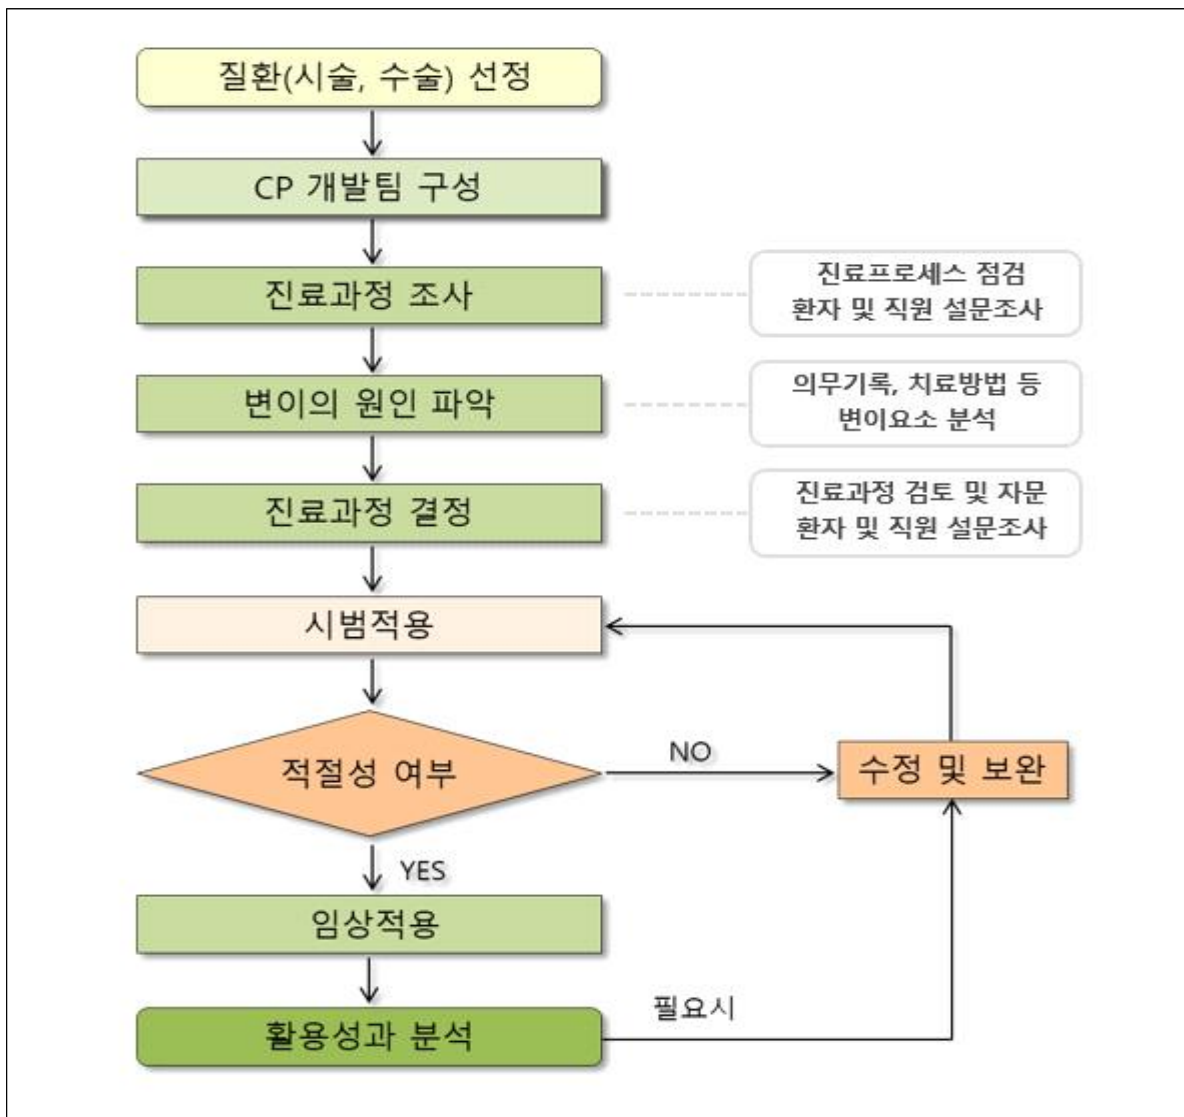 질환(시술, 수술) 선정
CP 개발팀 구성
진료과정 조사
진료프로세스 점검
환자 및 직원 설문조사
변이의 원인 파악
의무기록, 치료방법 등
변이요소 분석
진료과정 결정
진료과정 검토 및 자문
환자 및 직원 설문조사
시범적용
적절성 여부
NO
수정 및 보완
YES
임상적용
활용성과 분석
필요시